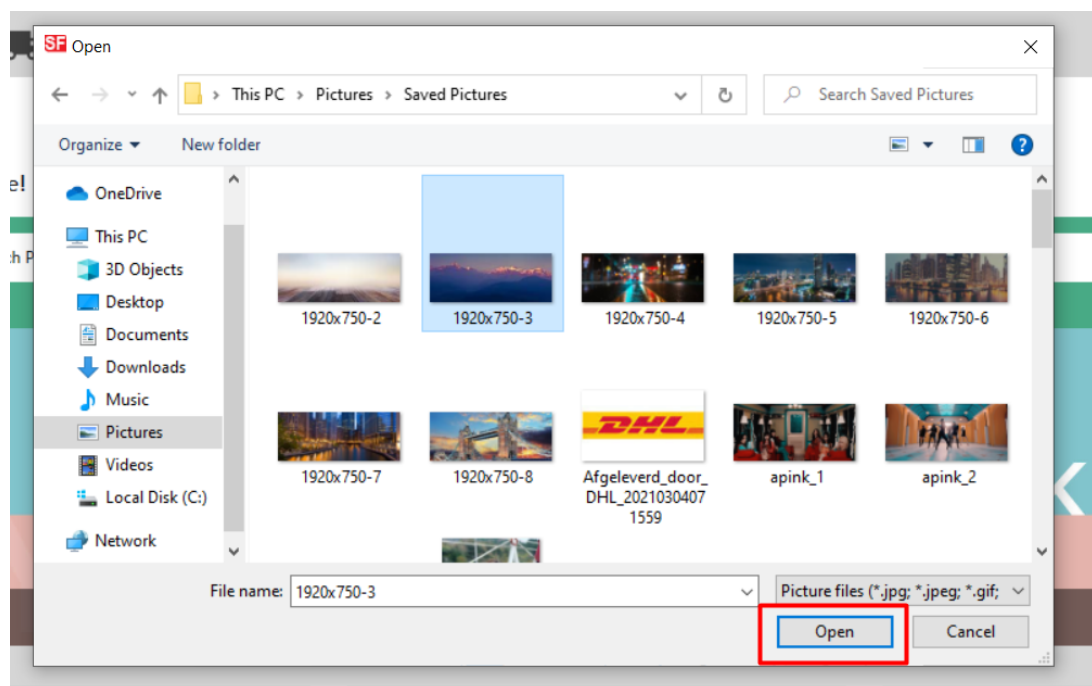 SF Open
This PC > Pictures > Saved Pictures
Search Saved Pictures
Organize
New folder
e!
OneDrive
This PC
3D Objects
Desktop
Documents
Downloads
Music
Pictures
Videos
Local Disk (C:)
Network
1920x750-2
1920x750-3
1920x750-4
1920x750-5
1920x750-6
DHL
1920x750-7
1920x750-8
Afgeleverd_door_
DHL_2021030407
1559
apink_1
apink_2
File name:
1920x750-3
Picture files (*.jpg; *.jpeg; *.gif;
Open
Cancel